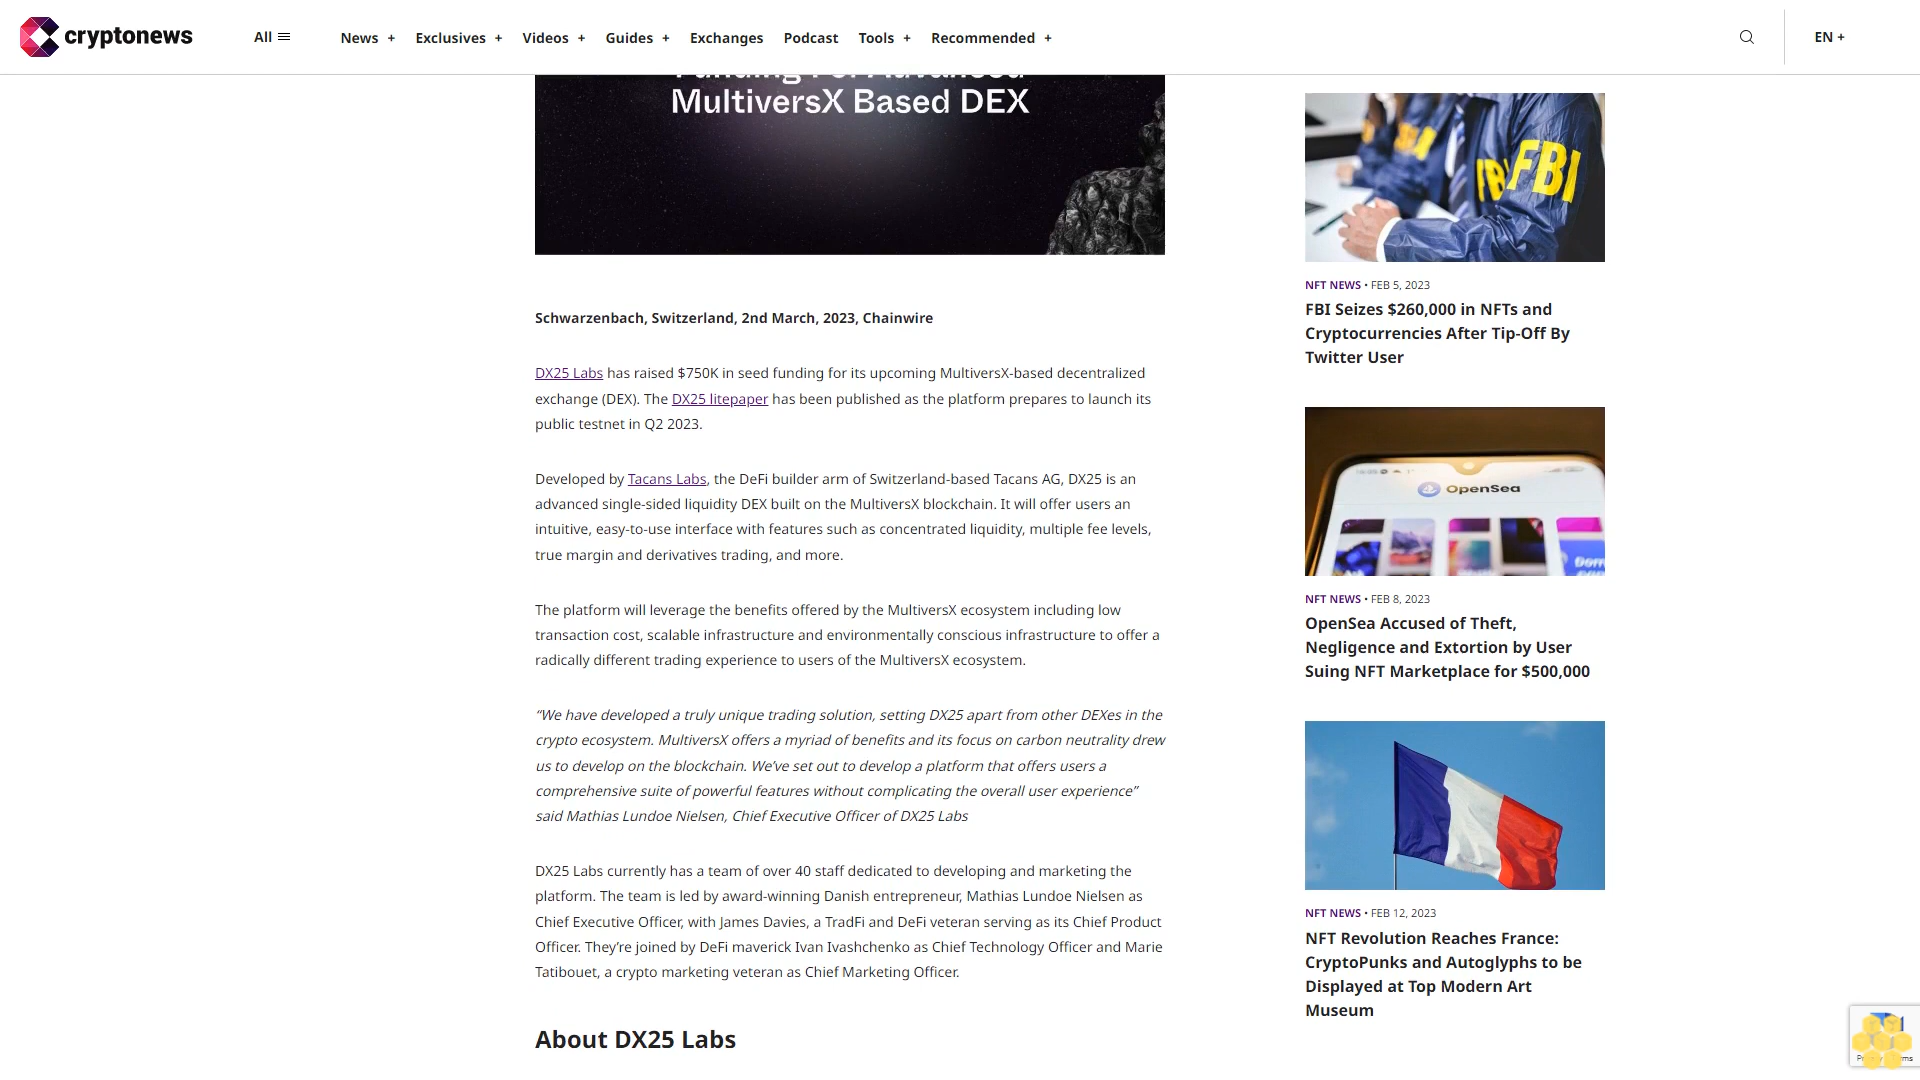 cryptonews
All
News +
Exclusives +
Videos +
Guides +
Exchanges
Podcast
Tools +
Recommended +
EN +
MultiversX Based DEX
Schwarzenbach, Switzerland, 2nd March, 2023, Chainwire
DX25 Labs has raised $750K in seed funding for its upcoming MultiversX-based decentralized
exchange (DEX). The DX25 litepaper has been published as the platform prepares to launch its
public testnet in Q2 2023.
Developed by Tacans Labs, the DeFi builder arm of Switzerland-based Tacans AG, DX25 is an
advanced single-sided liquidity DEX built on the MultiversX blockchain. It will offer users an
intuitive, easy-to-use interface with features such as concentrated liquidity, multiple fee levels,
true margin and derivatives trading, and more.
The platform will leverage the benefits offered by the MultiversX ecosystem including low
transaction cost, scalable infrastructure and environmentally conscious infrastructure to offer a
radically different trading experience to users of the MultiversX ecosystem.
“We have developed a truly unique trading solution, setting DX25 apart from other DEXes in the
crypto ecosystem. MultiversX offers a myriad of benefits and its focus on carbon neutrality drew
us to develop on the blockchain. We’ve set out to develop a platform that offers users a
comprehensive suite of powerful features without complicating the overall user experience”
said Mathias Lundoe Nielsen, Chief Executive Officer of DX25 Labs
DX25 Labs currently has a team of over 40 staff dedicated to developing and marketing the
platform. The team is led by award-winning Danish entrepreneur, Mathias Lundoe Nielsen as
Chief Executive Officer, with James Davies, a TradFi and DeFi veteran serving as its Chief Product
Officer. They’re joined by DeFi maverick Ivan Ivashchenko as Chief Technology Officer and Marie
Tatibouet, a crypto marketing veteran as Chief Marketing Officer.
About DX25 Labs
FBI
NFT NEWS • FEB 5, 2023
FBI Seizes $260,000 in NFTs and
Cryptocurrencies After Tip-Off By
Twitter User
OpenSea
NFT NEWS • FEB 8, 2023
OpenSea Accused of Theft,
Negligence and Extortion by User
Suing NFT Marketplace for $500,000
NFT NEWS • FEB 12, 2023
NFT Revolution Reaches France:
CryptoPunks and Autoglyphs to be
Displayed at Top Modern Art
Museum